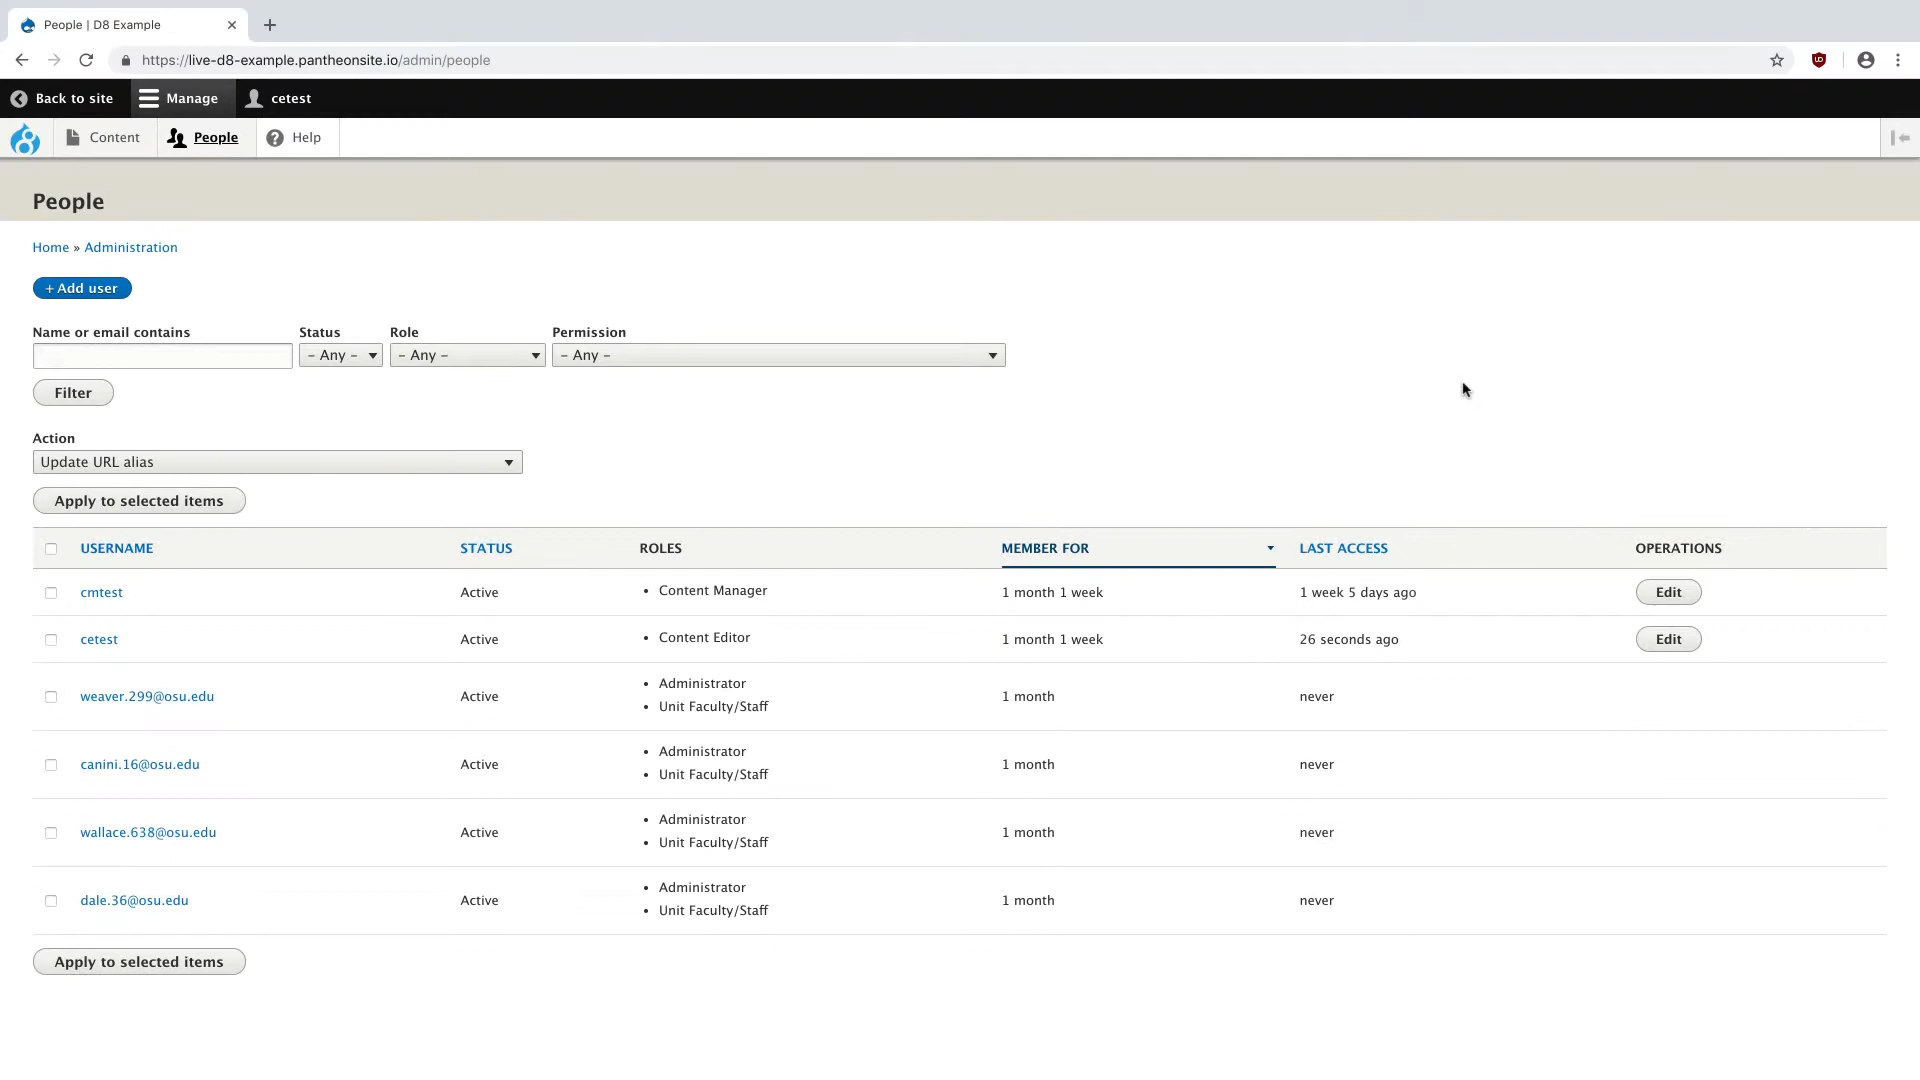 People | D8 Example
https://live-d8-example.pantheonsite.io/admin/people
Back to site
Manage
cetest
Content
People
Help
People
Home » Administration
+ Add user
Name or email contains
Status
Role
Permission
– Any –
– Any –
– Any –
Filter
Action
Update URL alias
Apply to selected items
USERNAME STATUS ROLES MEMBER FOR LAST ACCESS OPERATIONS
cmtest Active • Content Manager 1 month 1 week 1 week 5 days ago Edit
cetest Active • Content Editor 1 month 1 week 26 seconds ago Edit
• Administrator
weaver.299@osu.edu Active 1 month never
• Unit Faculty/Staff
• Administrator
canini.16@osu.edu Active 1 month never
• Unit Faculty/Staff
• Administrator
wallace.638@osu.edu Active 1 month never
• Unit Faculty/Staff
• Administrator
dale.36@osu.edu Active 1 month never
• Unit Faculty/Staff
Apply to selected items